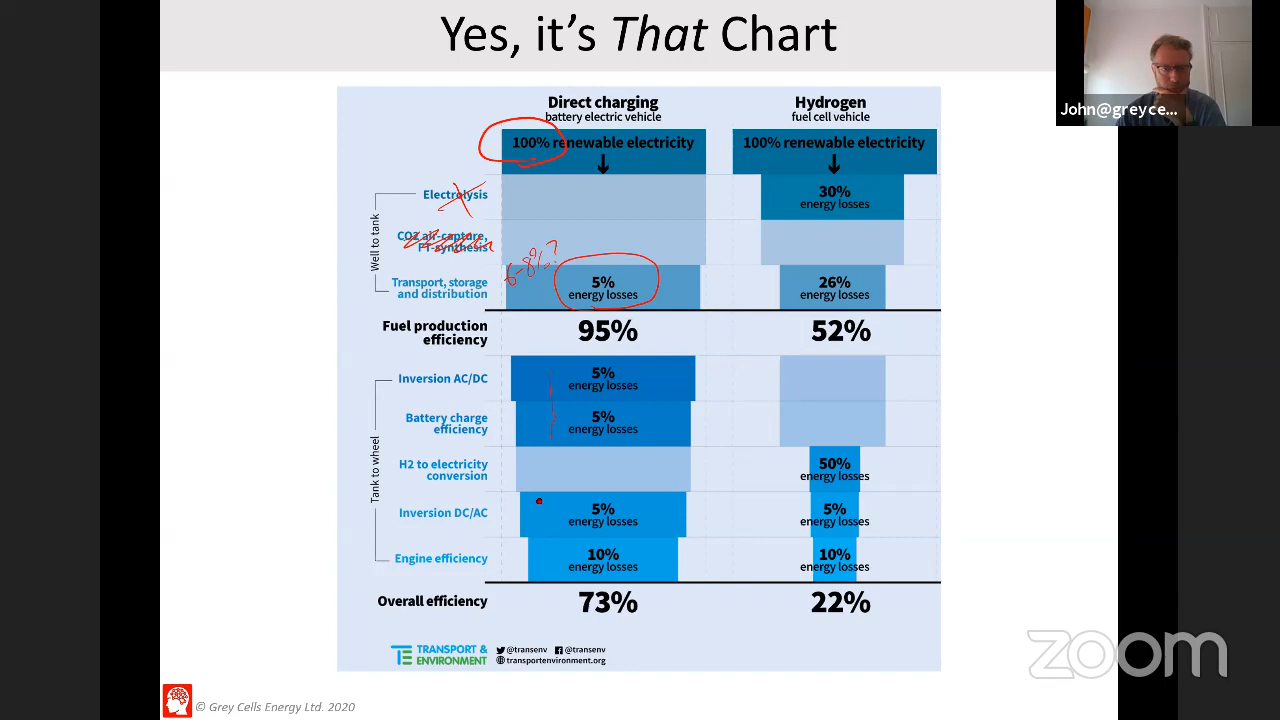 Yes, it's That Chart
John@greyce...
Direct charging
battery electric vehicle
Hydrogen
fuel cell vehicle
100% renewable electricity
100% renewable electricity
Well to tank
Electrolysis
30%
energy losses
CO2 air-capture,
FT-synthesis
6-8%?
Transport, storage
and distribution
5%
energy losses
26%
energy losses
Fuel production
efficiency
95%
52%
Tank to wheel
Inversion AC/DC
5%
energy losses
Battery charge
efficiency
5%
energy losses
H2 to electricity
conversion
50%
energy losses
Inversion DC/AC
5%
energy losses
5%
energy losses
Engine efficiency
10%
energy losses
10%
energy losses
Overall efficiency
73%
22%
TRANSPORT &
ENVIRONMENT
@transenv
@transenv
transportenvironment.org
zoom
© Grey Cells Energy Ltd. 2020